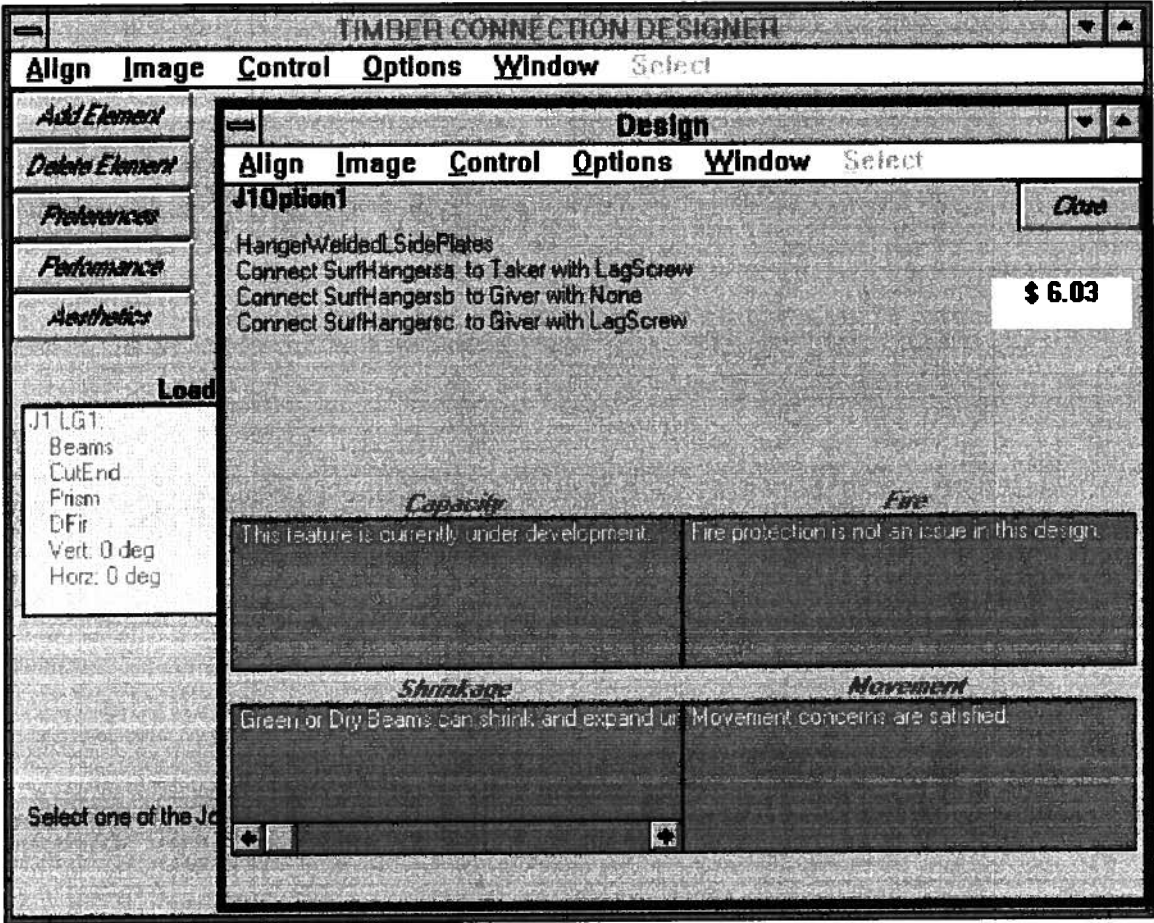 TIMBER CONNECTION DESIGNER
Align Image Control Options Window Select
Add Element
Delete Element
Preferences
Performance
Aesthetics
Load
J1 LG1:
Beams
CutEnd
Prism
DFir
Vert: 0 deg
Horz: 0 deg
Select one of the Jo
Design
Align Image Control Options Window Select
J1Option1
Close
HangerWeldedLSidePlates
Connect SurfHangersa to Taker with LagScrew
Connect SurfHangersb to Giver with None
Connect SurfHangersc to Giver with LagScrew
$ 6.03
Capacity
This feature is currently under development.
Fire
Fire protection is not an issue in this design.
Shrinkage
Green or Dry Beams can shrink and expand ur
Movement
Movement concerns are satisfied.